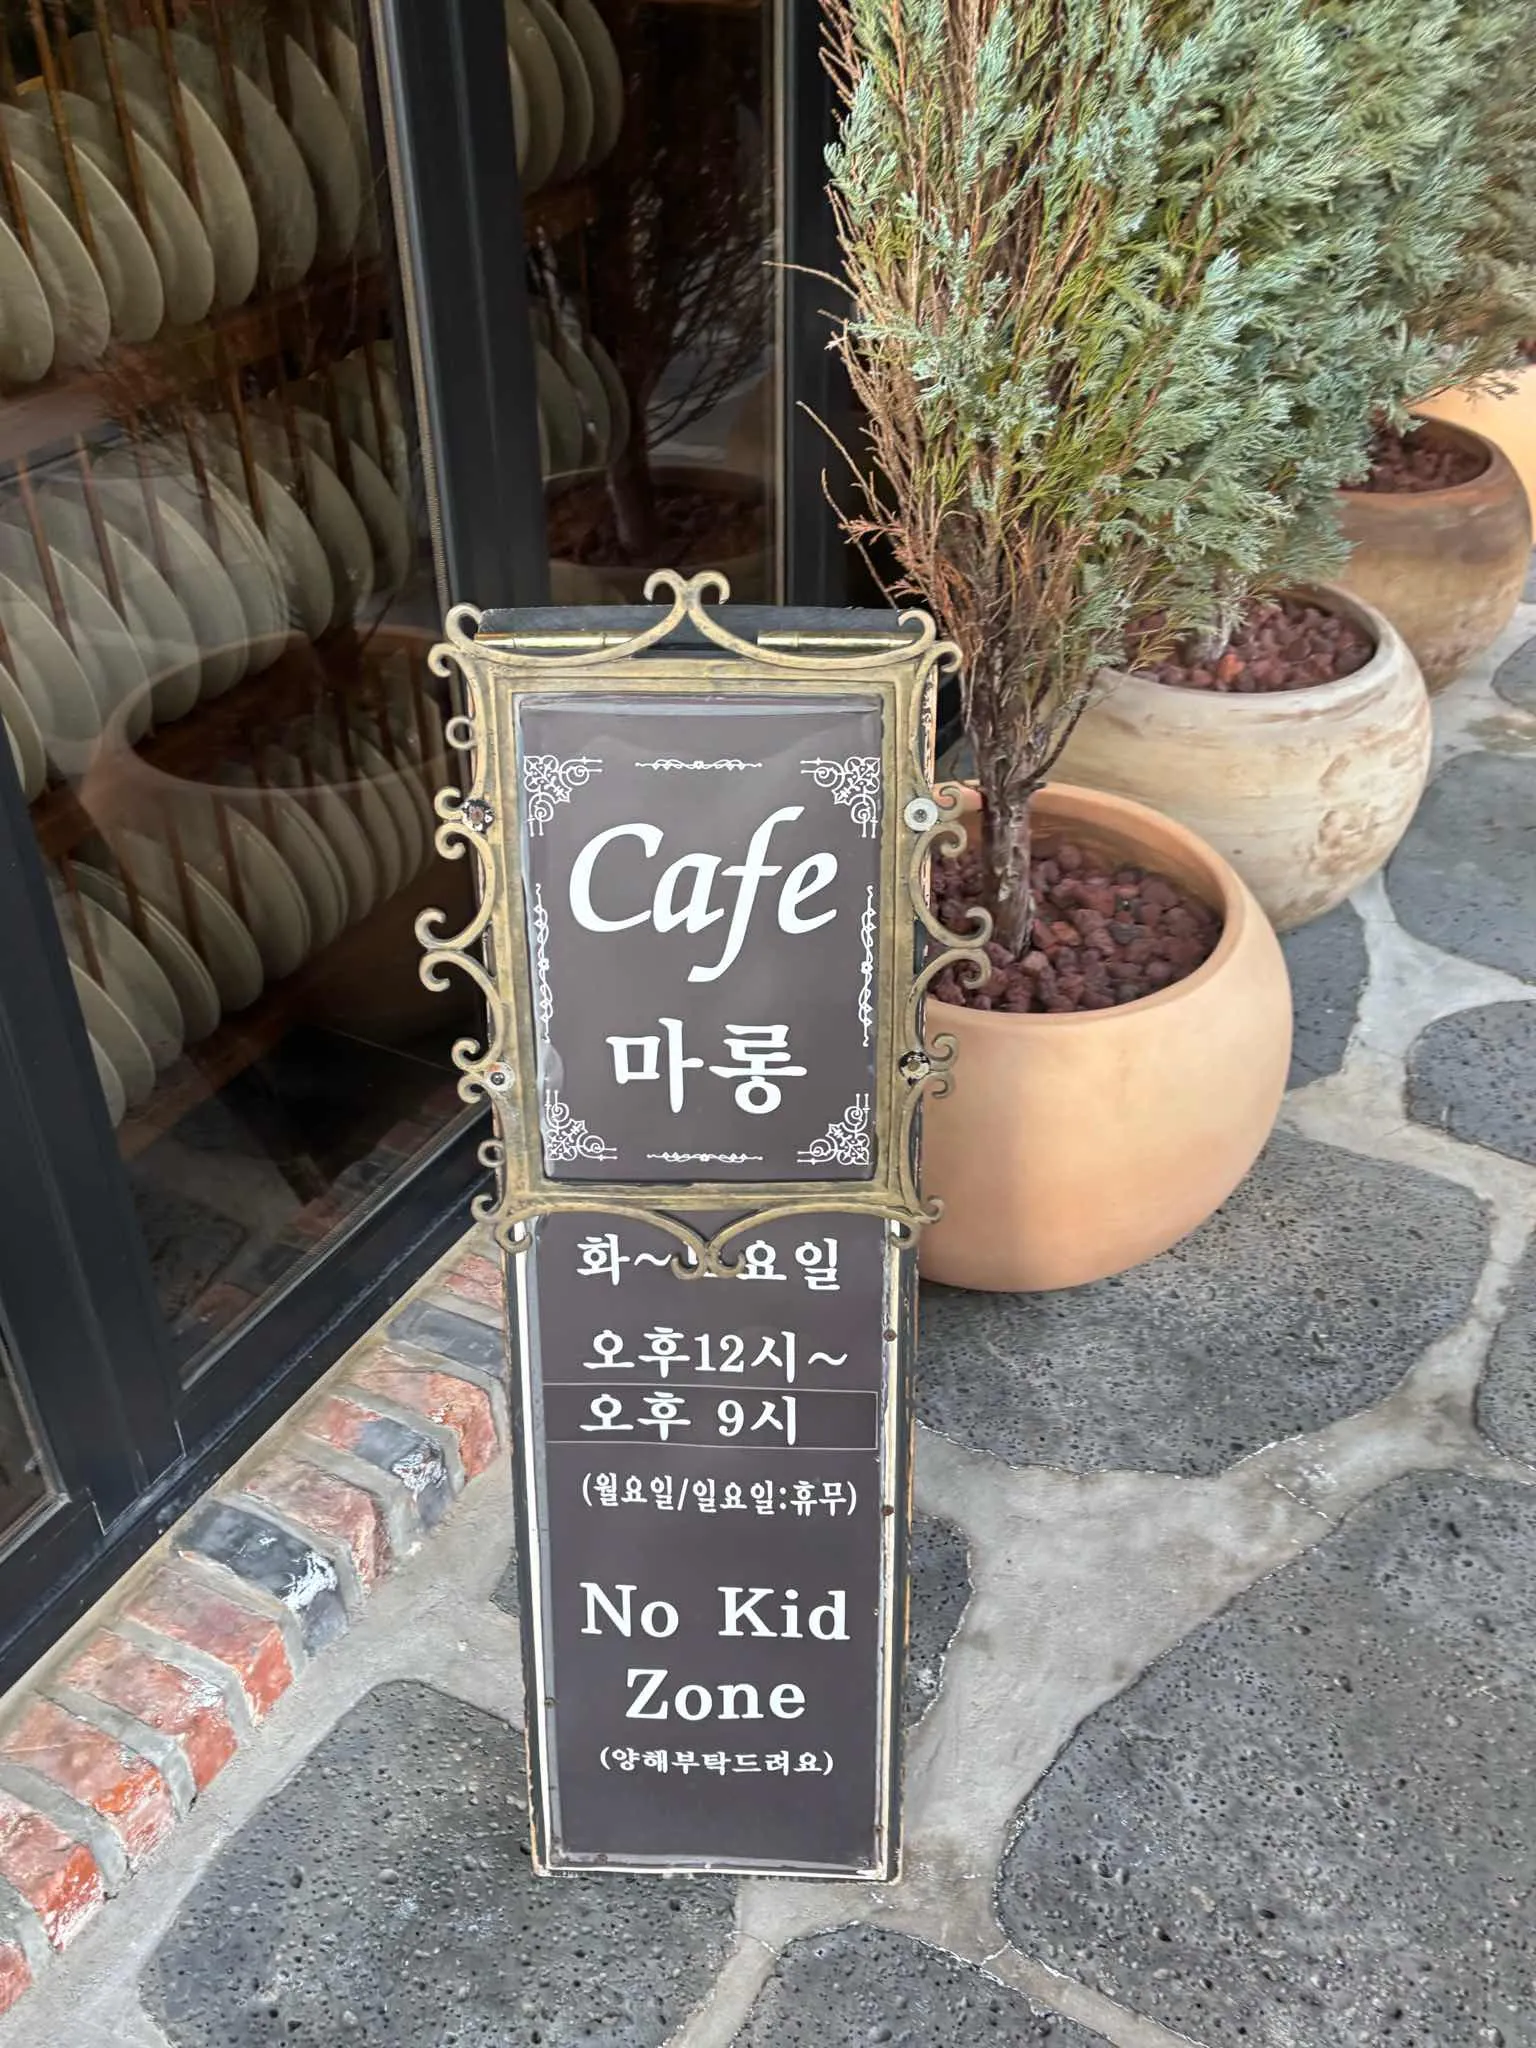 Cafe
마롱
화~ 요일
오후12시~
오후 9시
(월요일/일요일:휴무)
No Kid
Zone
(양해부탁드려요)